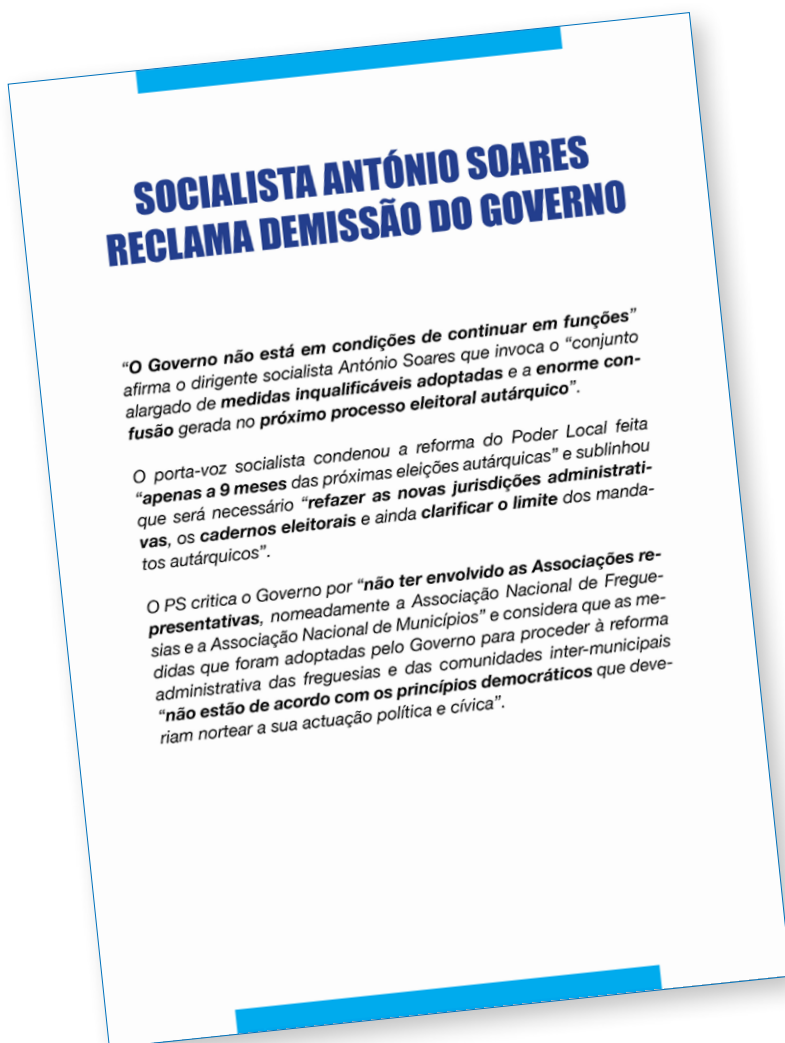 SOCIALISTA ANTÓNIO SOARES
RECLAMA DEMISSÃO DO GOVERNO
“O Governo não está em condições de continuar em funções”
afirma o dirigente socialista António Soares que invoca o “conjunto
alargado de medidas inqualificáveis adoptadas e a enorme con-
fusão gerada no próximo processo eleitoral autárquico”.
O porta-voz socialista condenou a reforma do Poder Local feita
“apenas a 9 meses das próximas eleições autárquicas” e sublinhou
que será necessário “refazer as novas jurisdições administrati-
vas, os cadernos eleitorais e ainda clarificar o limite dos manda-
tos autárquicos”.
O PS critica o Governo por “não ter envolvido as Associações re-
presentativas, nomeadamente a Associação Nacional de Fregue-
sias e a Associação Nacional de Municípios” e considera que as me-
didas que foram adoptadas pelo Governo para proceder à reforma
administrativa das freguesias e das comunidades inter-municipais
“não estão de acordo com os princípios democráticos que deve-
riam nortear a sua actuação política e cívica”.